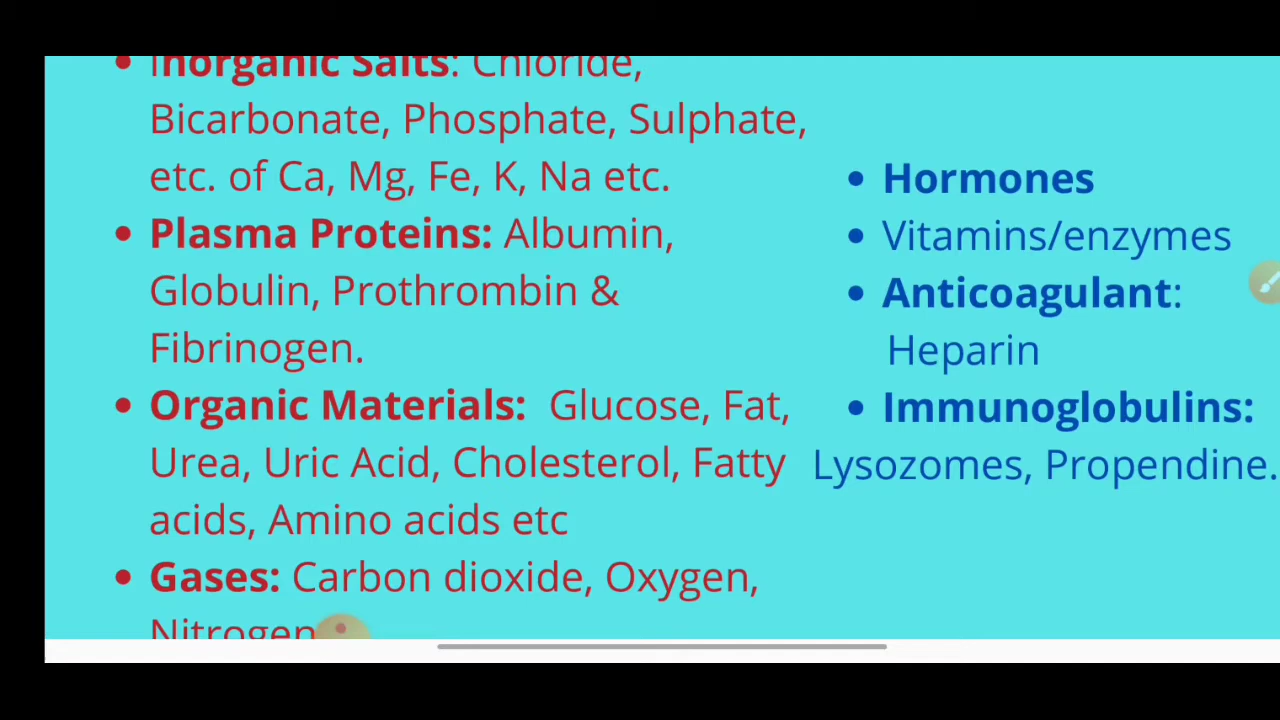 • Inorganic Salts: Chloride,
Bicarbonate, Phosphate, Sulphate,
etc. of Ca, Mg, Fe, K, Na etc.
• Plasma Proteins: Albumin,
Globulin, Prothrombin &
Fibrinogen.
• Organic Materials: Glucose, Fat,
Urea, Uric Acid, Cholesterol, Fatty
acids, Amino acids etc
• Gases: Carbon dioxide, Oxygen,
Nitrogen
• Hormones
• Vitamins/enzymes
• Anticoagulant:
Heparin
• Immunoglobulins:
Lysozomes, Propendine.